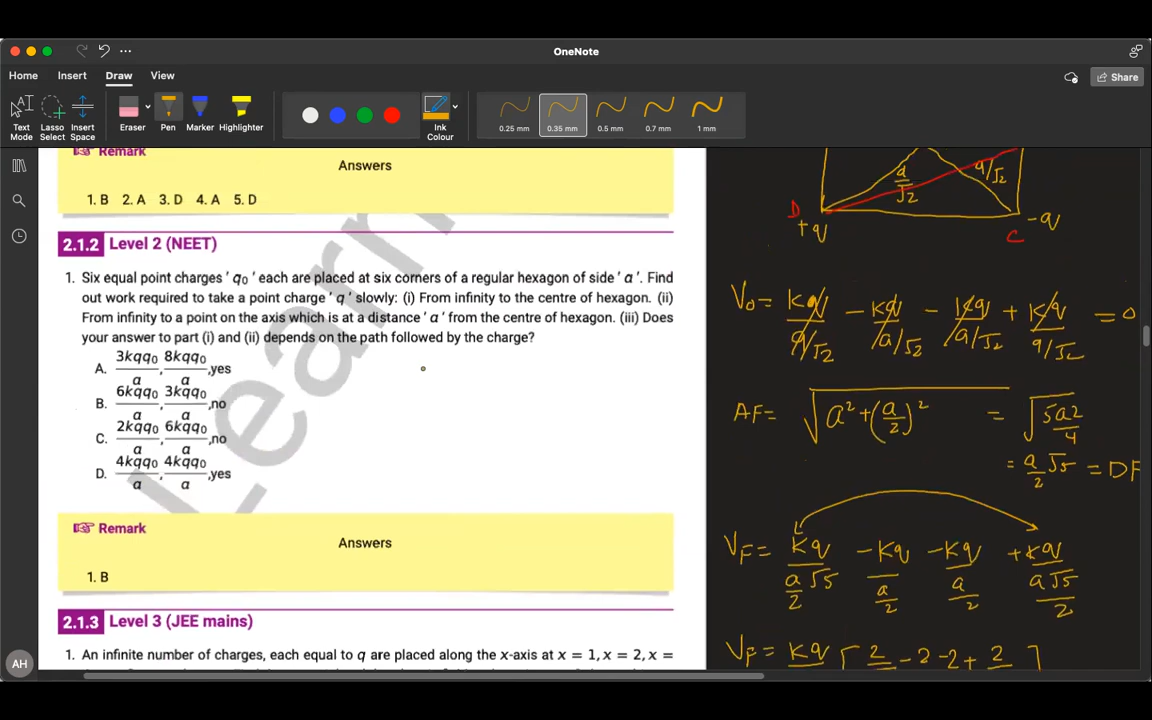 OneNote
Home Insert Draw View
Share
Text Mode
Lasso Select
Insert Space
Eraser
Pen
Marker
Highlighter
Ink Colour
0.25 mm
0.35 mm
0.5 mm
0.7 mm
1 mm
Remark
Answers
1. B 2. A 3. D 4. A 5. D
2.1.2 Level 2 (NEET)
1. Six equal point charges ' q₀ ' each are placed at six corners of a regular hexagon of side ' a '. Find
out work required to take a point charge ' q ' slowly: (i) From infinity to the centre of hexagon. (ii)
From infinity to a point on the axis which is at a distance ' a ' from the centre of hexagon. (iii) Does
your answer to part (i) and (ii) depends on the path followed by the charge?
A. 3kqq₀/a , 8kqq₀/a ,yes
B. 6kqq₀/a , 3kqq₀/a ,no
C. 2kqq₀/a , 6kqq₀/a ,no
D. 4kqq₀/a , 4kqq₀/a ,yes
Remark
Answers
1. B
2.1.3 Level 3 (JEE mains)
1. An infinite number of charges, each equal to q are placed along the x-axis at x = 1, x = 2, x =
Learn
AH
a/√2
a/√2
D
+q
-q
C
V₀ = kq/a/√2 - kq/a/√2 - kq/a/√2 + kq/a/√2 = 0
AF = √a² + (a/2)² = √5a2/4
= a/2 √5 = DF
VF = kq/a/2 √5 - kq/a/2 - kq/a/2 + kq/a√5/2
VF = kq [ 2 - 2 - 2 + 2 ]